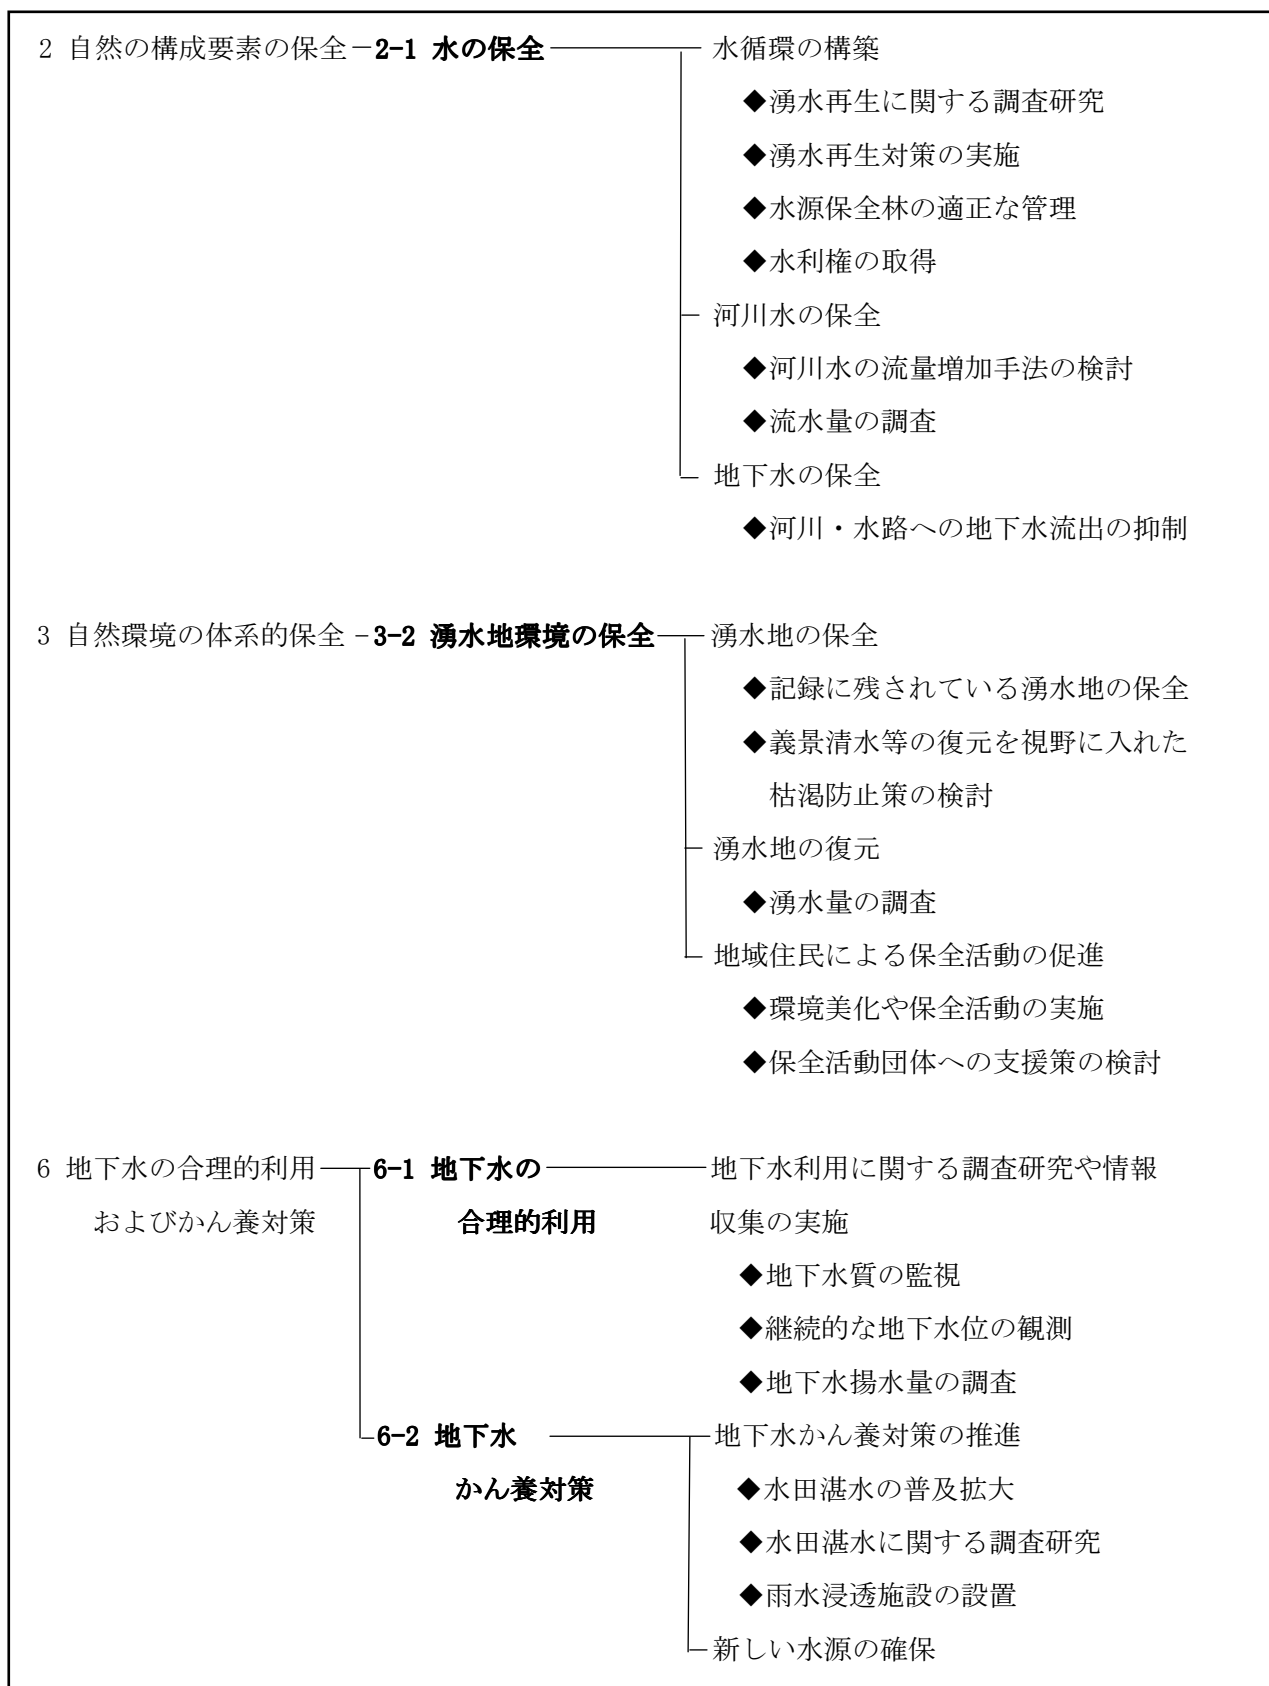 2 自然の構成要素の保全－2-1 水の保全 水循環の構築
◆湧水再生に関する調査研究
◆湧水再生対策の実施
◆水源保全林の適正な管理
◆水利権の取得
河川水の保全
◆河川水の流量増加手法の検討
◆流水量の調査
地下水の保全
◆河川・水路への地下水流出の抑制
3 自然環境の体系的保全－3-2 湧水地環境の保全 湧水地の保全
◆記録に残されている湧水地の保全
◆義景清水等の復元を視野に入れた
枯渇防止策の検討
湧水地の復元
◆湧水量の調査
地域住民による保全活動の促進
◆環境美化や保全活動の実施
◆保全活動団体への支援策の検討
6 地下水の合理的利用 6-1 地下水の 地下水利用に関する調査研究や情報
およびかん養対策 合理的利用 収集の実施
◆地下水質の監視
◆継続的な地下水位の観測
◆地下水揚水量の調査
6-2 地下水 地下水かん養対策の推進
かん養対策 ◆水田湛水の普及拡大
◆水田湛水に関する調査研究
◆雨水浸透施設の設置
新しい水源の確保